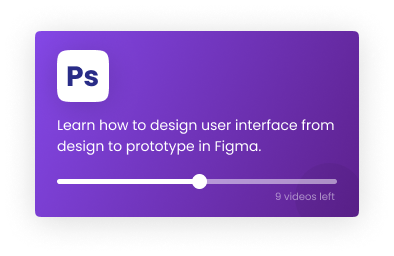 Ps
Learn how to design user interface from
design to prototype in Figma.
9 videos left